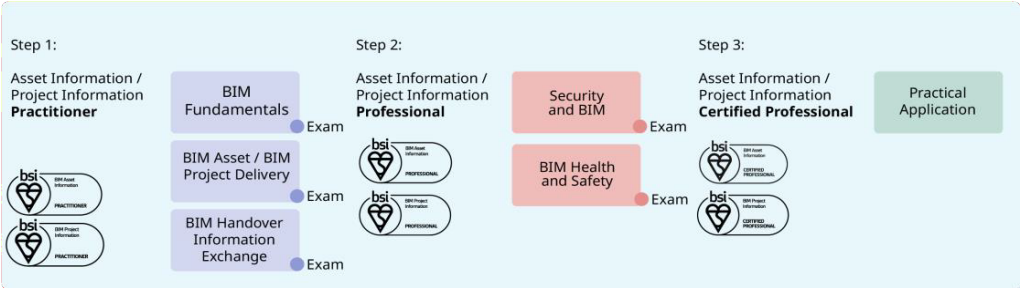 Step 1:
Asset Information /
Project Information
Practitioner
bsi
BIM Asset
Information
PRACTITIONER
bsi
BIM Project
Information
PRACTITIONER
BIM
Fundamentals
Exam
BIM Asset / BIM
Project Delivery
Exam
BIM Handover
Information
Exchange
Exam
Step 2:
Asset Information /
Project Information
Professional
bsi
BIM Asset
Information
PROFESSIONAL
bsi
BIM Project
Information
PROFESSIONAL
Security
and BIM
Exam
BIM Health
and Safety
Exam
Step 3:
Asset Information /
Project Information
Certified Professional
bsi
BIM Asset
Information
CERTIFIED
PROFESSIONAL
bsi
BIM Project
Information
CERTIFIED
PROFESSIONAL
Practical
Application